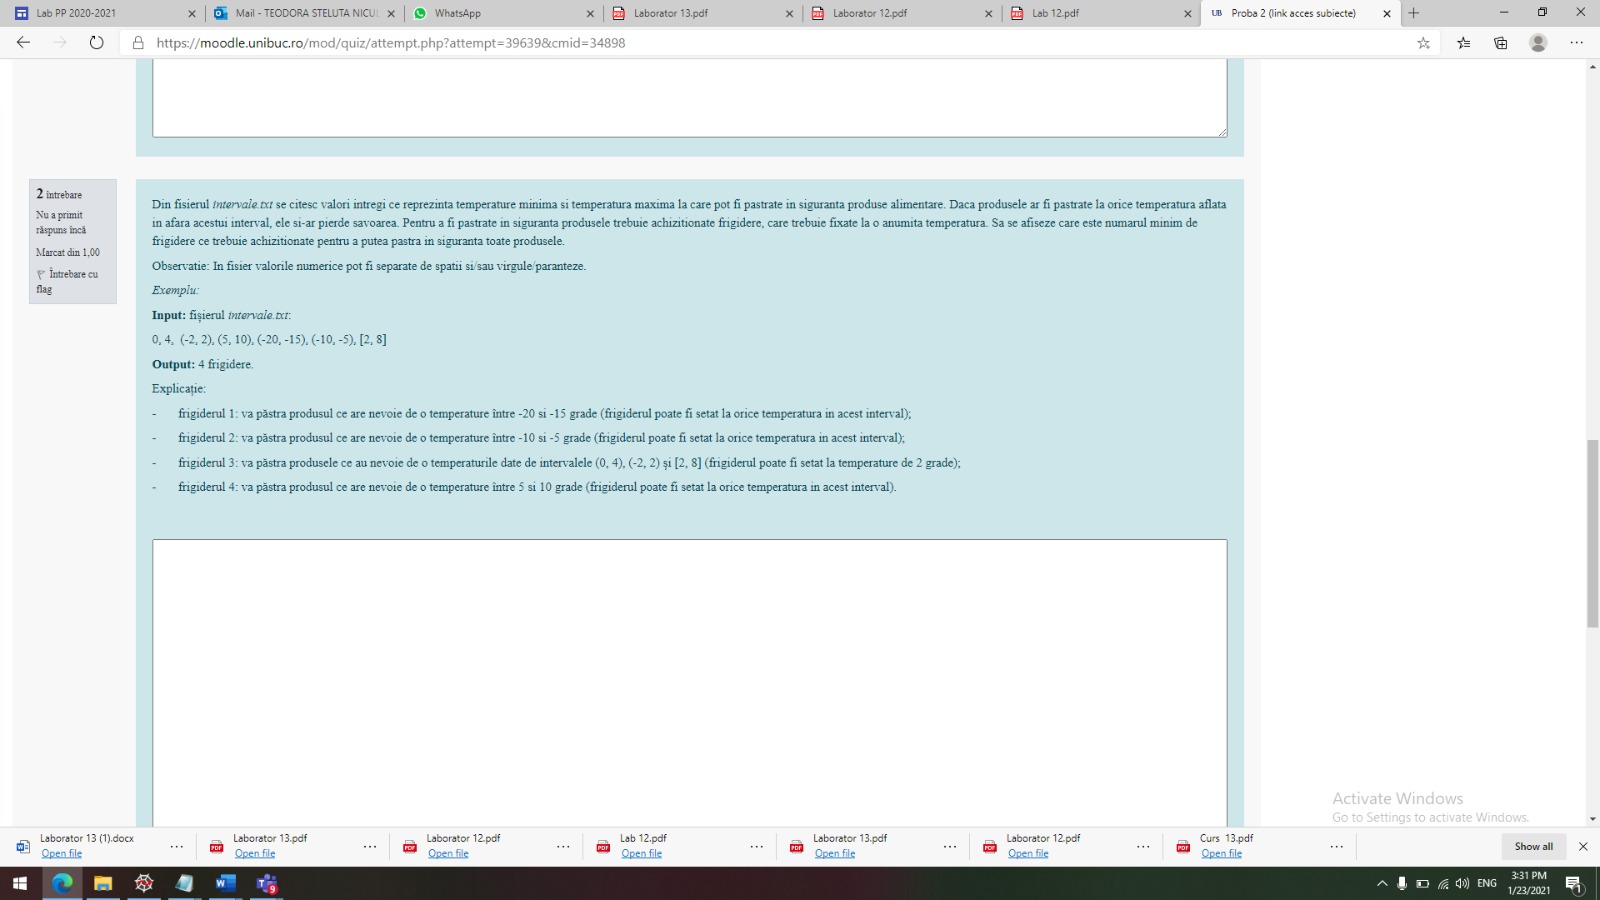 Lab PP 2020-2021
Mail - TEODORA STELUTA NICUL
WhatsApp
Laborator 13.pdf
Laborator 12.pdf
Lab 12.pdf
UB Proba 2 (link acces subiecte)
https://moodle.unibuc.ro/mod/quiz/attempt.php?attempt=39639&cmid=34898
2 întrebare
Nu a primit
răspuns încă
Marcat din 1,00
Întrebare cu
flag
Din fisierul intervale.txt se citesc valori intregi ce reprezinta temperature minima si temperatura maxima la care pot fi pastrate in siguranta produse alimentare. Daca produsele ar fi pastrate la orice temperatura aflata
in afara acestui interval, ele si-ar pierde savoarea. Pentru a fi pastrate in siguranta produsele trebuie achizitionate frigidere, care trebuie fixate la o anumita temperatura. Sa se afiseze care este numarul minim de
frigidere ce trebuie achizitionate pentru a putea pastra in siguranta toate produsele.
Observatie: In fisier valorile numerice pot fi separate de spatii si/sau virgule/paranteze.
Exemplu:
Input: fişierul intervale.txt:
0, 4,  (-2, 2), (5, 10), (-20, -15), (-10, -5), [2, 8]
Output: 4 frigidere.
Explicație:
- frigiderul 1: va păstra produsul ce are nevoie de o temperature între -20 si -15 grade (frigiderul poate fi setat la orice temperatura in acest interval);
- frigiderul 2: va păstra produsul ce are nevoie de o temperature între -10 si -5 grade (frigiderul poate fi setat la orice temperatura in acest interval);
- frigiderul 3: va păstra produsele ce au nevoie de o temperaturile date de intervalele (0, 4), (-2, 2) și [2, 8] (frigiderul poate fi setat la temperature de 2 grade);
- frigiderul 4: va păstra produsul ce are nevoie de o temperature între 5 si 10 grade (frigiderul poate fi setat la orice temperatura in acest interval).
Activate Windows
Go to Settings to activate Windows.
Laborator 13 (1).docx
Open file
Laborator 13.pdf
Open file
Laborator 12.pdf
Open file
Lab 12.pdf
Open file
Laborator 13.pdf
Open file
Laborator 12.pdf
Open file
Curs 13.pdf
Open file
Show all
9
ENG
3:31 PM
1/23/2021
1